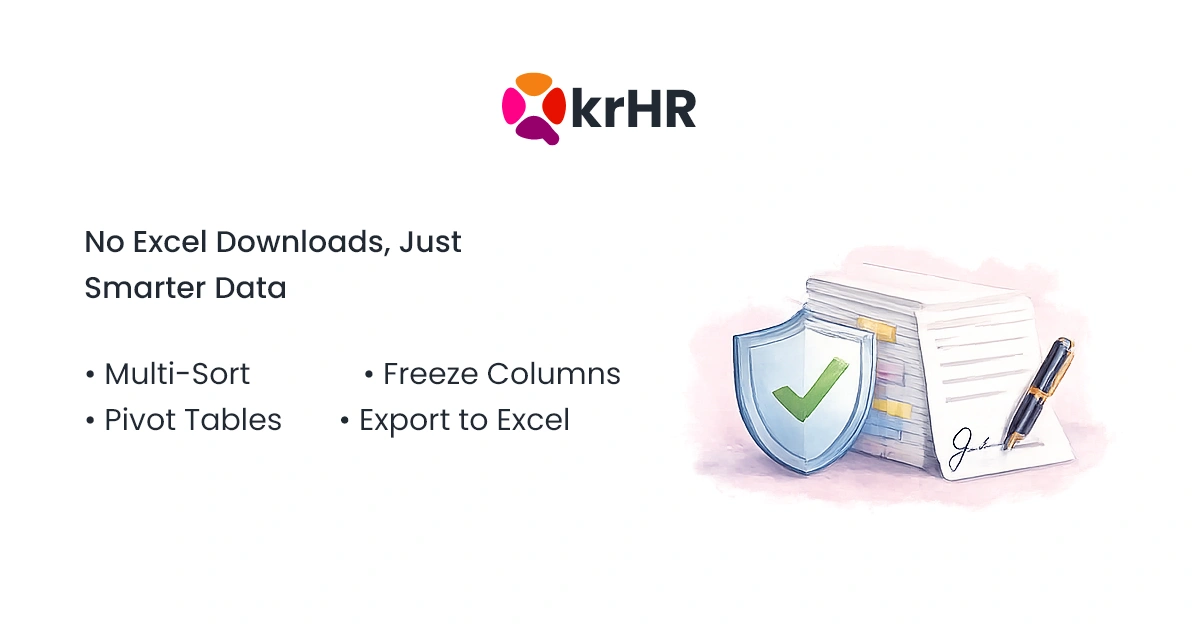 krHR
No Excel Downloads, Just
Smarter Data
• Multi-Sort • Freeze Columns
• Pivot Tables • Export to Excel